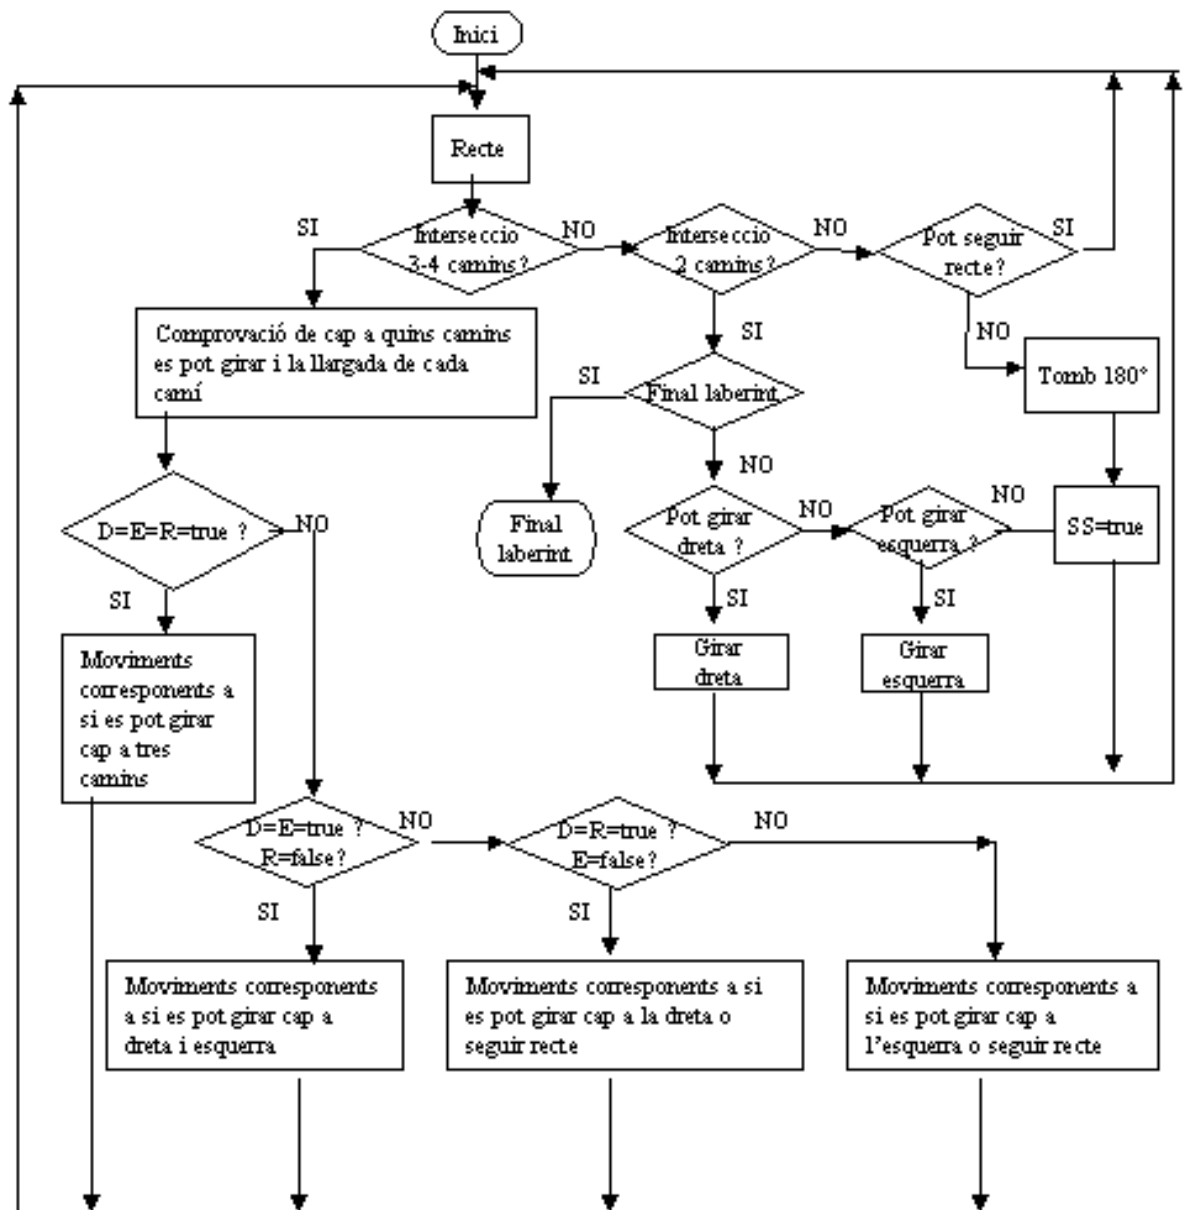 Inici
Recte
SI
Interseccio
3-4 camins?
NO
Interseccio
2 camins?
NO
Pot seguir
recte?
SI
Comprovació de cap a quins camins
es pot girar i la llargada de cada
camí
SI
NO
Tomb 180°
SI
Final laberint
NO
D=E=R=true ?
NO
Final
laberint
Pot girar
dreta ?
NO
Pot girar
esquerra ?
NO
SS=true
SI
SI
SI
Moviments
corresponents a
si es pot girar
cap a tres
camins
Girar
dreta
Girar
esquerra
D=E=true ?
R=false?
NO
D=R=true ?
E=false?
NO
SI
SI
Moviments corresponents
a si es pot girar cap a
dreta i esquerra
Moviments corresponents a si
es pot girar cap a la dreta o
seguir recte
Moviments corresponents a
si es pot girar cap a
l'esquerra o seguir recte